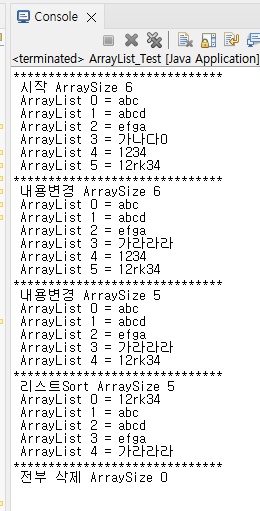 Console
<terminated> ArrayList_Test [Java Application]
******************************
시작 ArraySize 6
ArrayList 0 = abc
ArrayList 1 = abcd
ArrayList 2 = efga
ArrayList 3 = 가나다0
ArrayList 4 = 1234
ArrayList 5 = 12rk34
******************************
내용변경 ArraySize 6
ArrayList 0 = abc
ArrayList 1 = abcd
ArrayList 2 = efga
ArrayList 3 = 가라라라
ArrayList 4 = 1234
ArrayList 5 = 12rk34
******************************
내용변경 ArraySize 5
ArrayList 0 = abc
ArrayList 1 = abcd
ArrayList 2 = efga
ArrayList 3 = 가라라라
ArrayList 4 = 12rk34
******************************
리스트Sort ArraySize 5
ArrayList 0 = 12rk34
ArrayList 1 = abc
ArrayList 2 = abcd
ArrayList 3 = efga
ArrayList 4 = 가라라라
******************************
전부 삭제 ArraySize 0